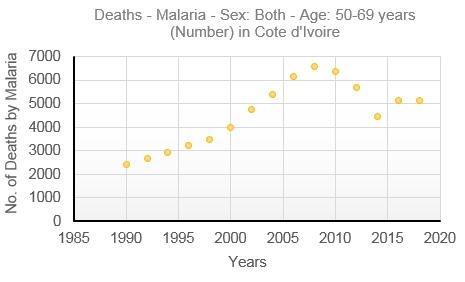 Deaths - Malaria - Sex: Both - Age: 50-69 years
(Number) in Cote d'Ivoire
No. of Deaths by Malaria
7000
6000
5000
4000
3000
2000
1000
0
1985 1990 1995 2000 2005 2010 2015 2020
Years